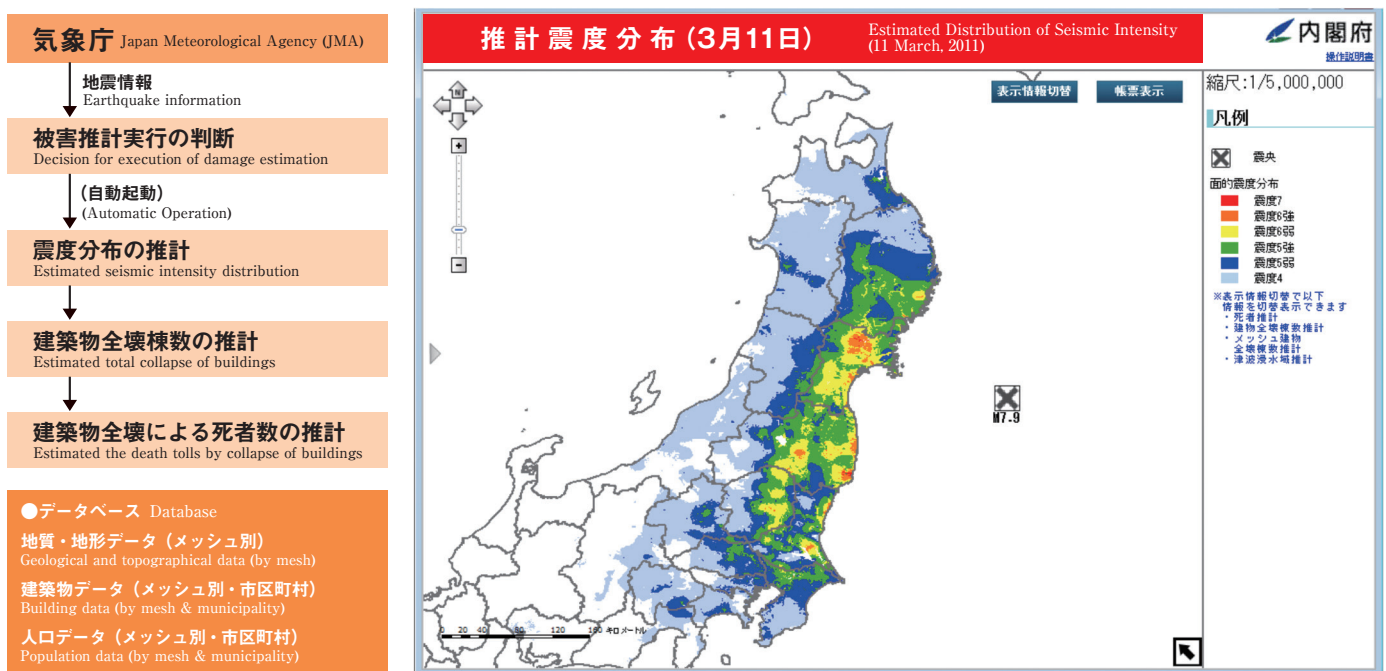 気象庁 Japan Meteorological Agency (JMA)
地震情報
Earthquake information
被害推計実行の判断
Decision for execution of damage estimation
(自動起動)
(Automatic Operation)
震度分布の推計
Estimated seismic intensity distribution
建築物全壊棟数の推計
Estimated total collapse of buildings
建築物全壊による死者数の推計
Estimated the death tolls by collapse of buildings
●データベース Database
地質・地形データ（メッシュ別）
Geological and topographical data (by mesh)
建築物データ（メッシュ別・市区町村）
Building data (by mesh & municipality)
人口データ（メッシュ別・市区町村）
Population data (by mesh & municipality)
推計震度分布(3月11日)
Estimated Distribution of Seismic Intensity
(11 March, 2011)
内閣府
操作説明書
N
表示情報切替
帳票表示
M7.9
0 20 40 80 120 160 キロメートル
縮尺:1/5,000,000
凡例
震央
面的震度分布
震度7
震度6強
震度6弱
震度5強
震度5弱
震度4
※表示情報切替で以下
情報を切替表示できます
・死者推計
・建物全壊棟数推計
・メッシュ建物
全壊棟数推計
・津波浸水域推計